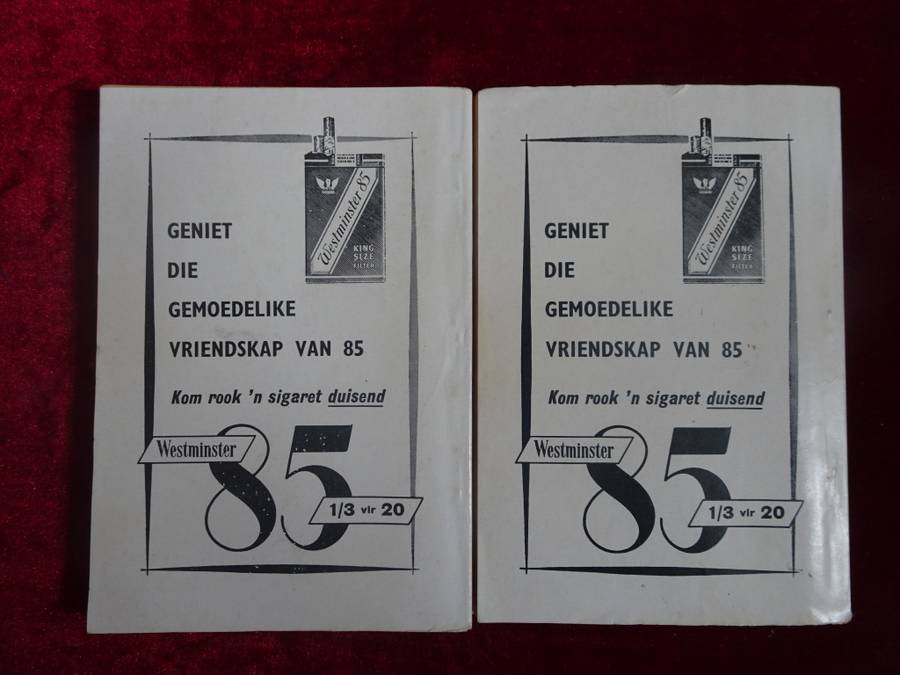 Westminster 85
KING
SIZE
FILTER
GENIET
DIE
GEMOEDELIKE
VRIENDSKAP VAN 85
Kom rook 'n sigaret duisend
Westminster
85
1/3 vir 20
Westminster 85
KING
SIZE
FILTER
GENIET
DIE
GEMOEDELIKE
VRIENDSKAP VAN 85
Kom rook 'n sigaret duisend
Westminster
85
1/3 vir 20